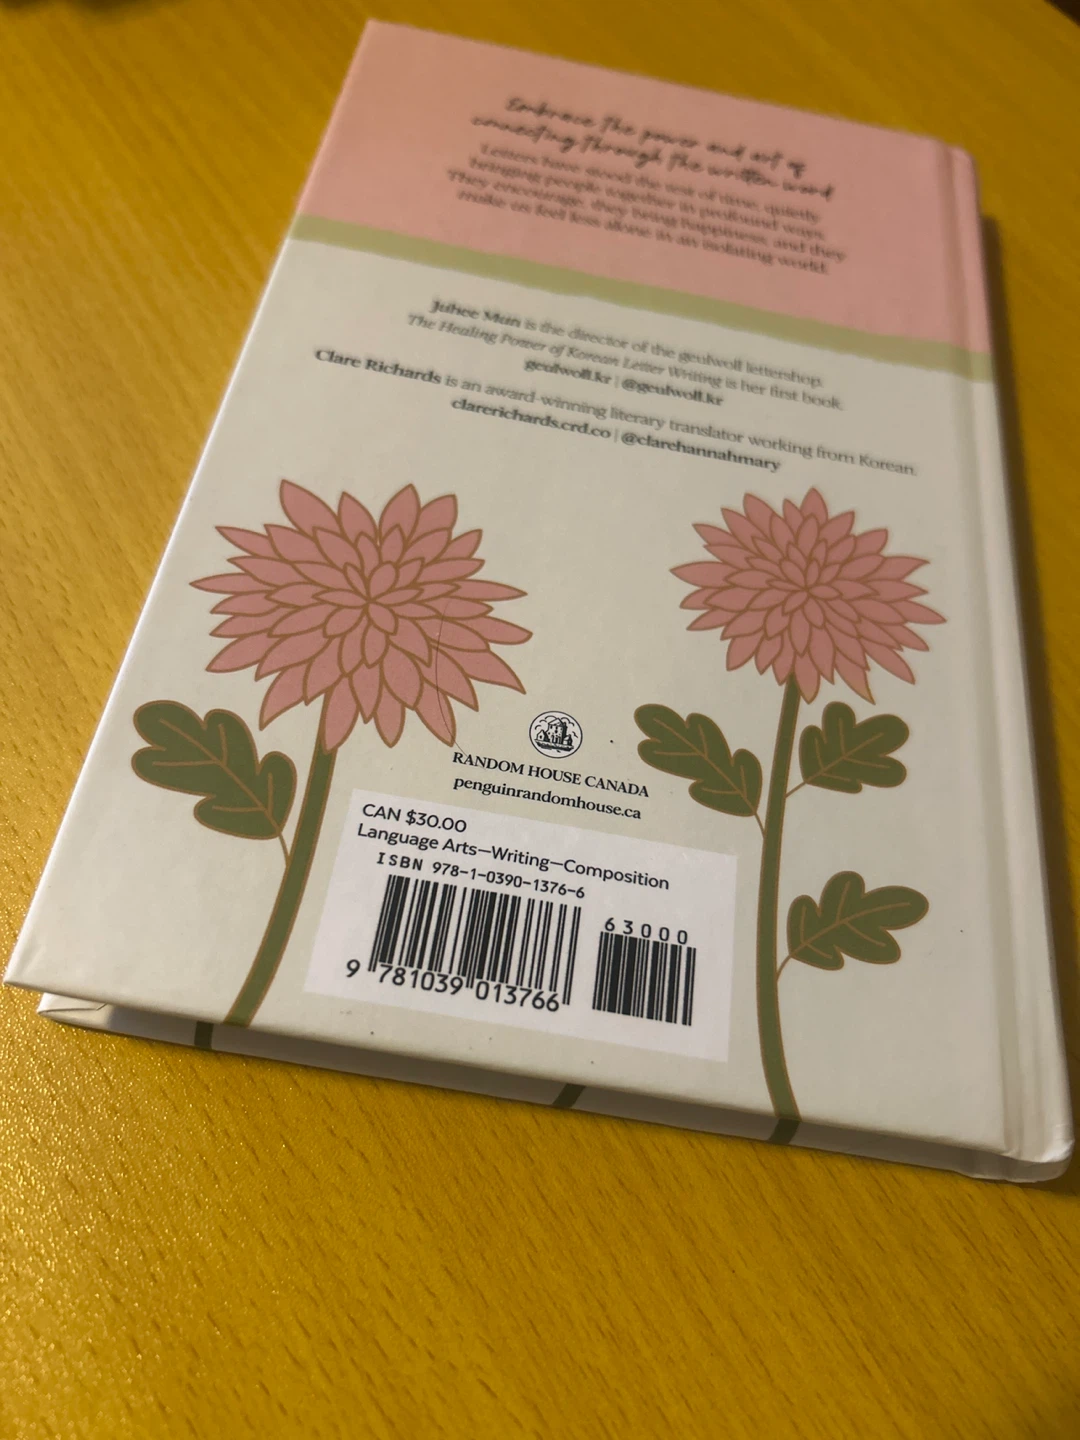 Embrace the power and art of
connecting through the written word
Letters have stood the test of time, quietly
bringing people together in profound ways.
They encourage, they bring happiness, and they
make us feel less alone in an isolating world.
Juhee Mun is the director of the geulwoll lettershop.
The Healing Power of Korean Letter Writing is her first book.
geulwoll.kr | @geulwoll.kr
Clare Richards is an award-winning literary translator working from Korean.
clarerichards.crd.co | @clarehannahmary
RANDOM HOUSE CANADA
penguinrandomhouse.ca
CAN $30.00
Language Arts—Writing—Composition
ISBN 978-1-0390-1376-6
63000
9 781039 013766